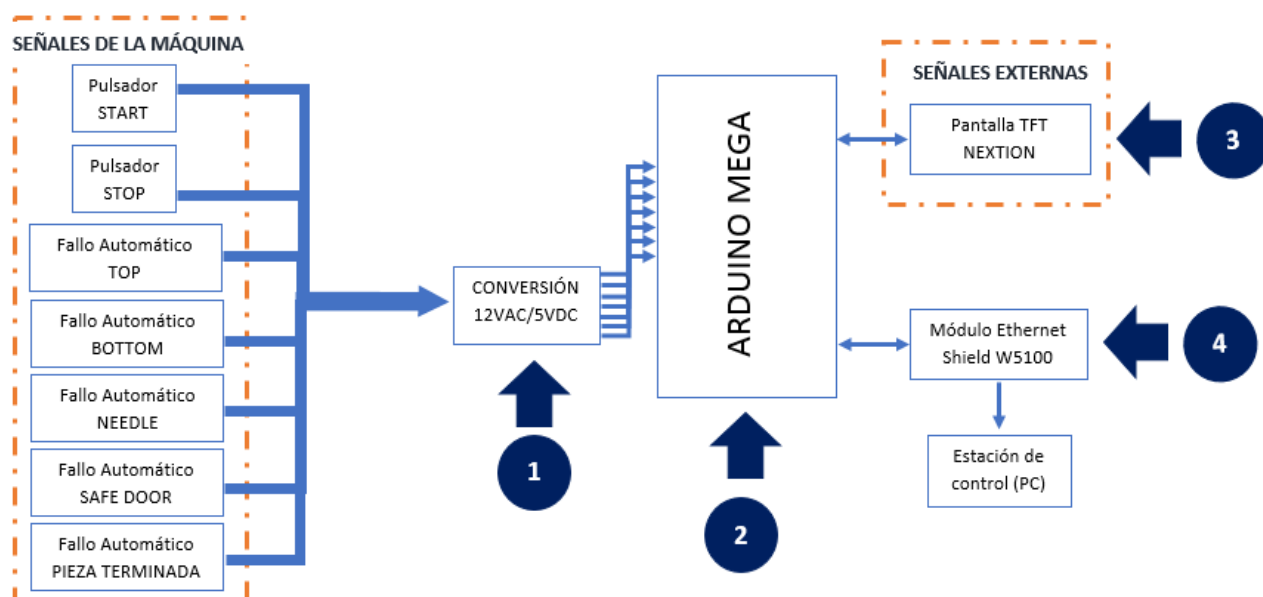 SEÑALES DE LA MÁQUINA
Pulsador
START
Pulsador
STOP
Fallo Automático
TOP
Fallo Automático
BOTTOM
Fallo Automático
NEEDLE
Fallo Automático
SAFE DOOR
Fallo Automático
PIEZA TERMINADA
CONVERSIÓN
12VAC/5VDC
1
ARDUINO MEGA
2
SEÑALES EXTERNAS
Pantalla TFT
NEXTION
3
Módulo Ethernet
Shield W5100
4
Estación de
control (PC)